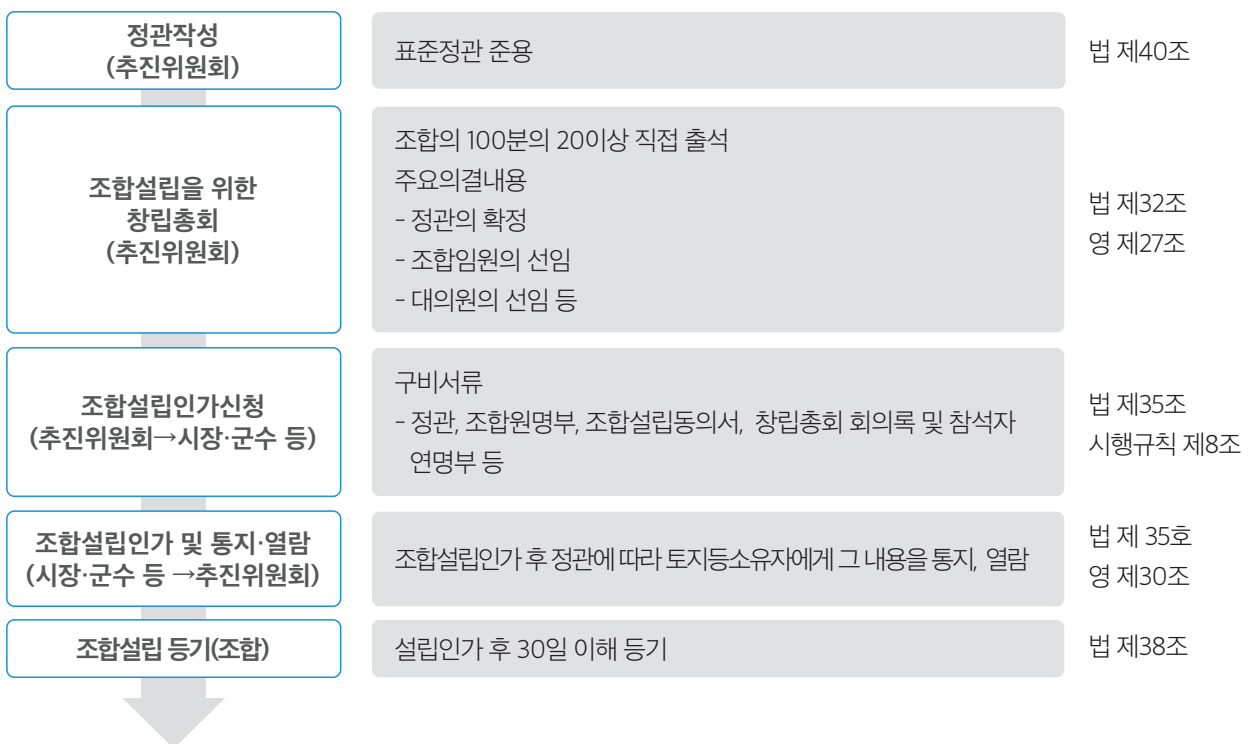 정관작성
(추진위원회)
표준정관 준용
법 제40조
조합설립을 위한
창립총회
(추진위원회)
조합의 100분의 20이상 직접 출석
주요의결내용
- 정관의 확정
- 조합임원의 선임
- 대의원의 선임 등
법 제32조
영 제27조
조합설립인가신청
(추진위원회→시장·군수 등)
구비서류
- 정관, 조합원명부, 조합설립동의서, 창립총회 회의록 및 참석자
연명부 등
법 제35조
시행규칙 제8조
조합설립인가 및 통지·열람
(시장·군수 등 →추진위원회)
조합설립인가 후 정관에 따라 토지등소유자에게 그 내용을 통지, 열람
법 제 35호
영 제30조
조합설립 등기(조합)
설립인가 후 30일 이해 등기
법 제38조